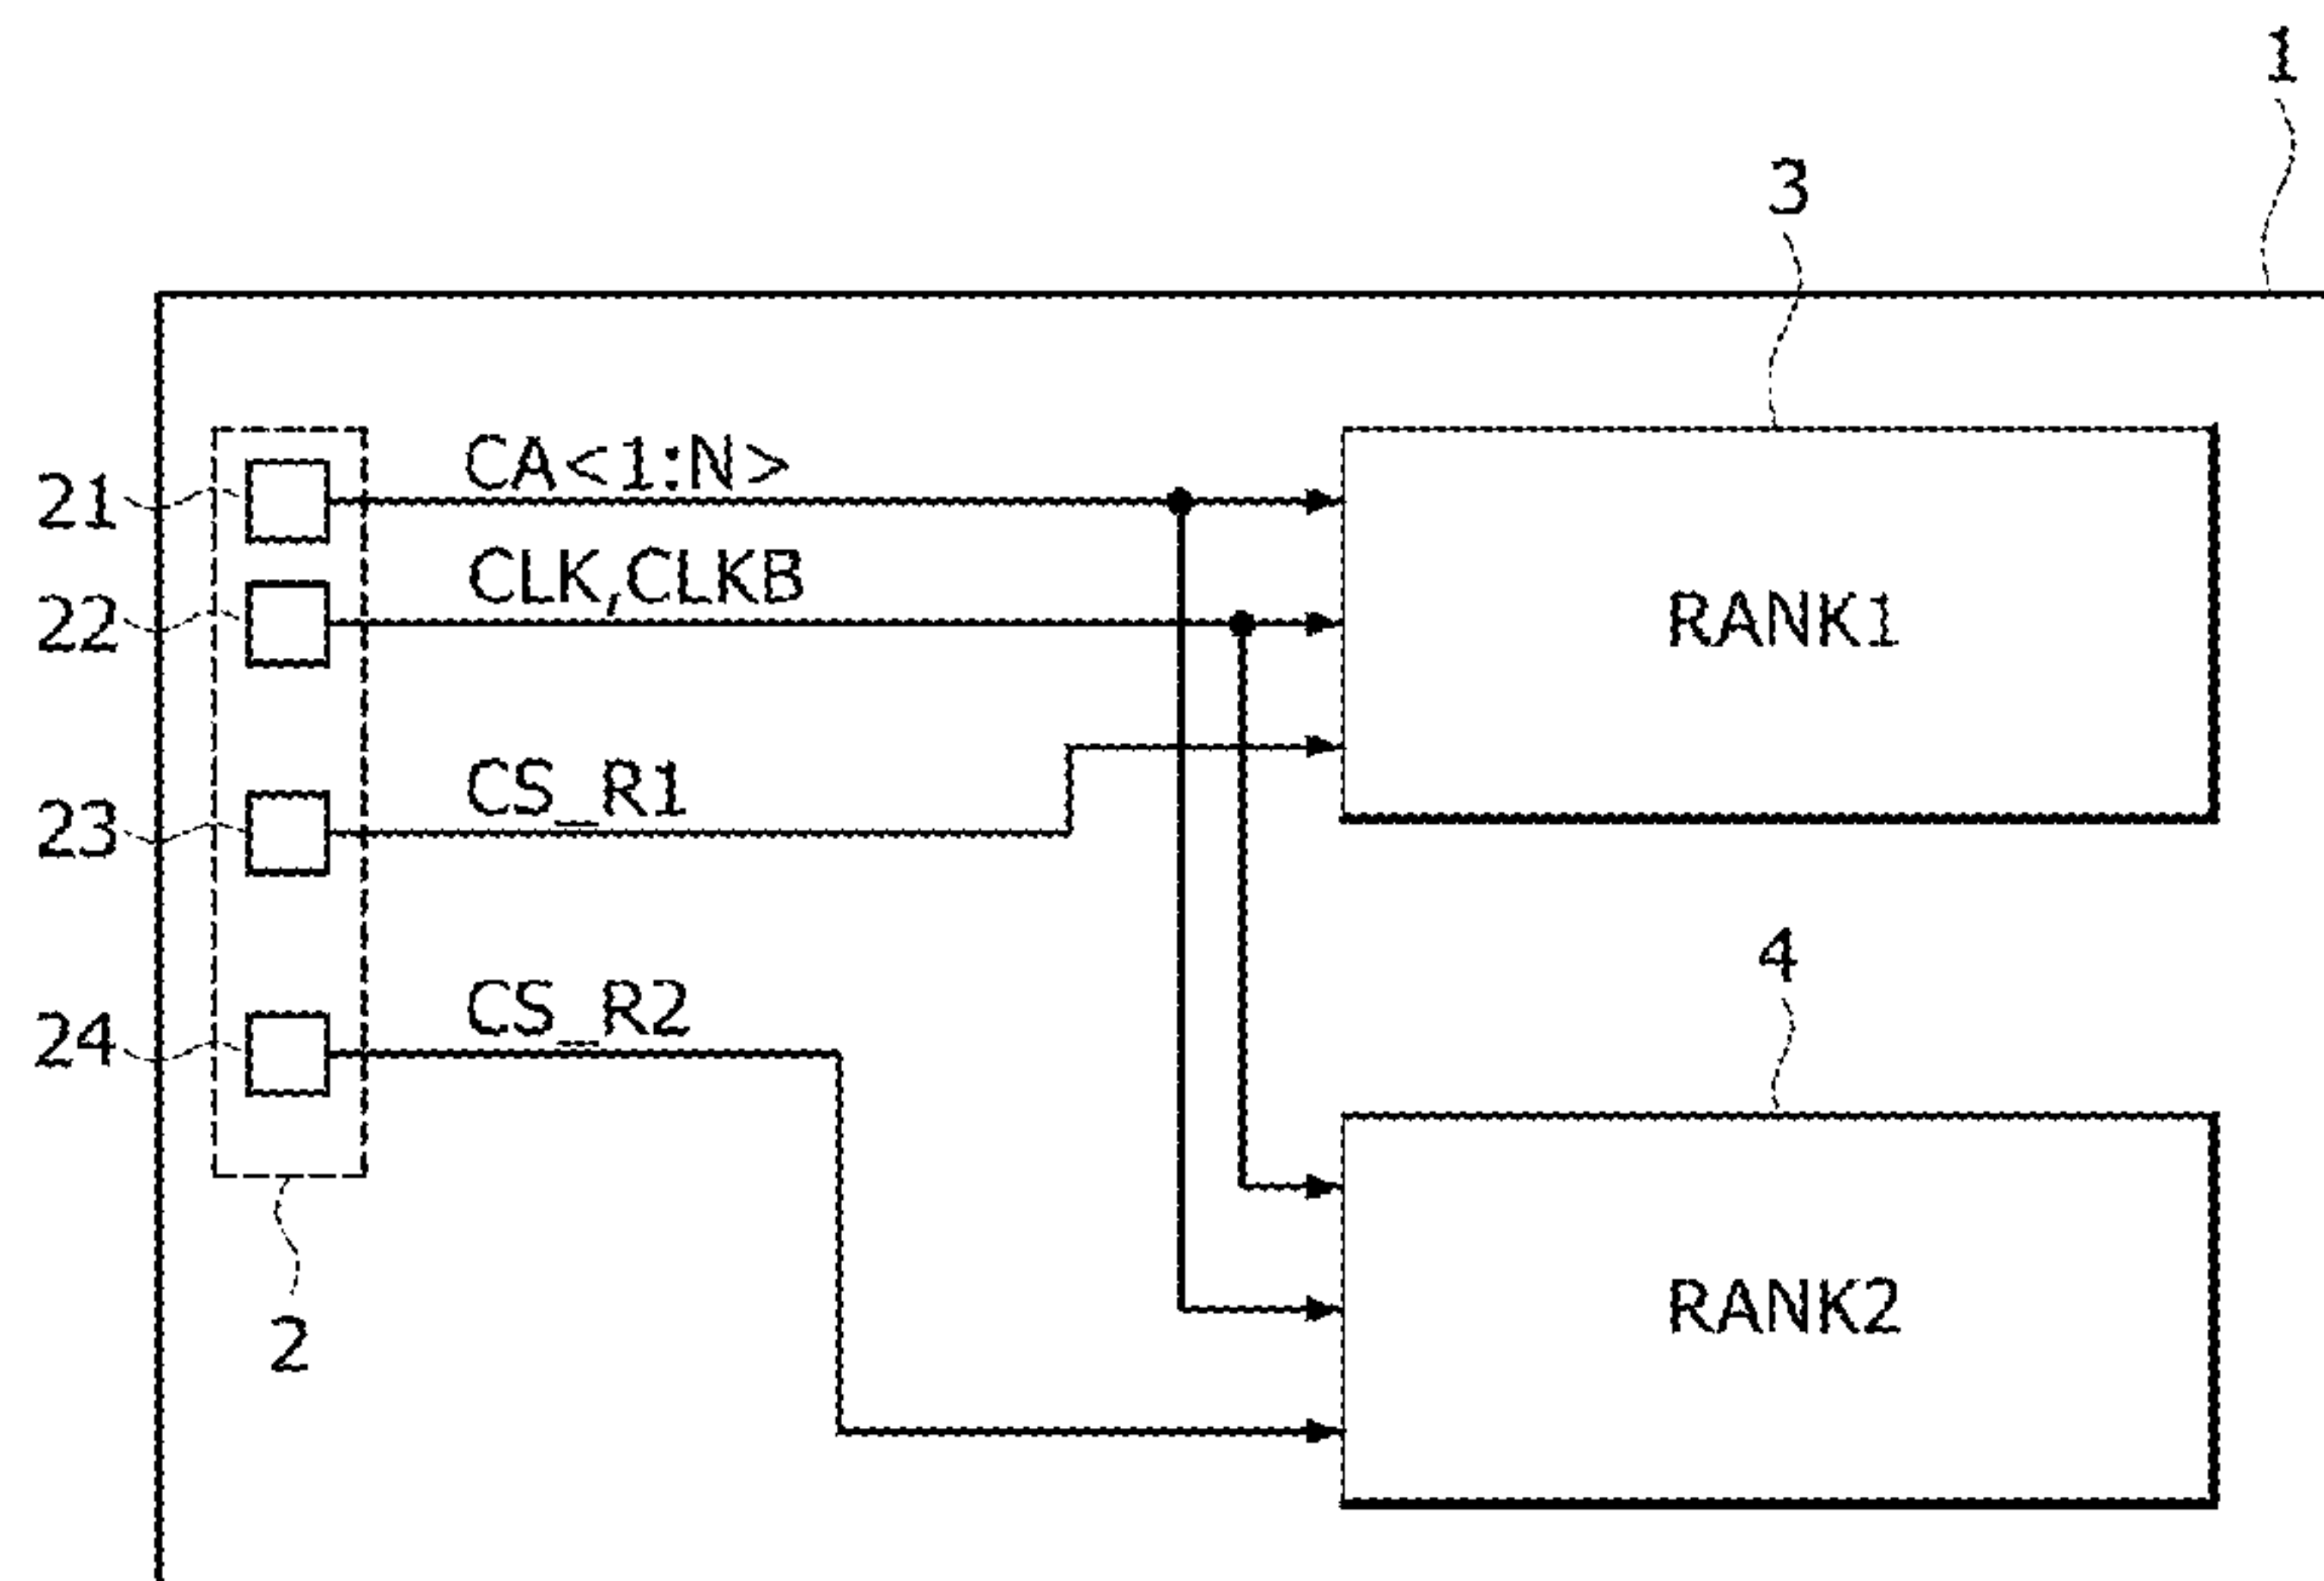 1
3
21
CA<1:N>
22
CLK,CLKB
RANK1
23
CS_R1
4
24
CS_R2
2
RANK2